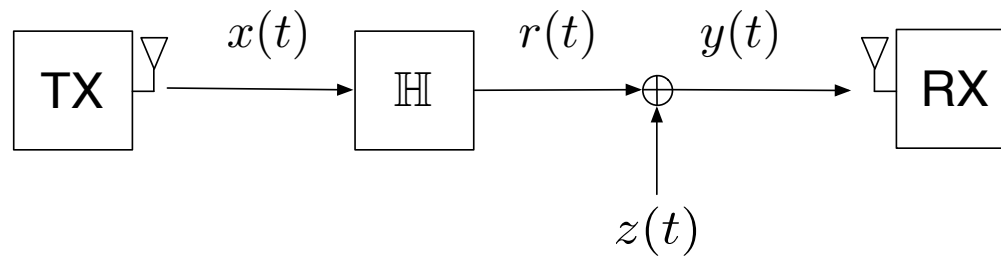 x(t) r(t) y(t)
TX ℍ RX
z(t)